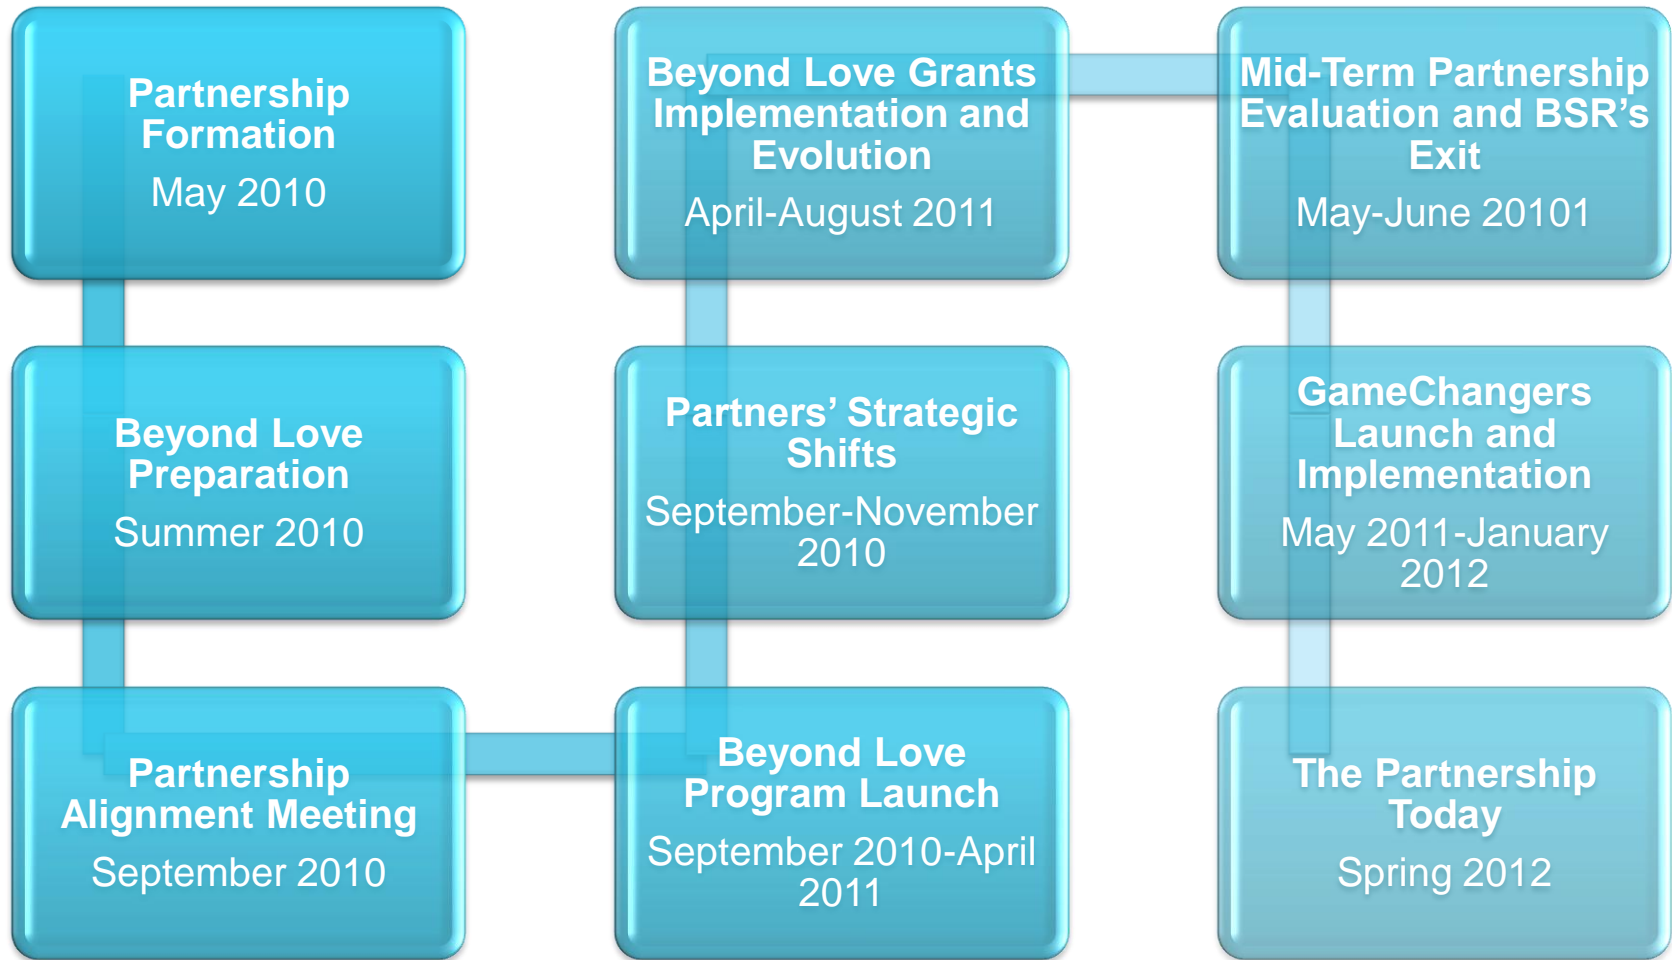 Partnership
Formation
May 2010
Beyond Love
Preparation
Summer 2010
Partnership
Alignment Meeting
September 2010
Beyond Love
Program Launch
September 2010-April
2011
Partners’ Strategic
Shifts
September-November
2010
Beyond Love Grants
Implementation and
Evolution
April-August 2011
Mid-Term Partnership
Evaluation and BSR’s
Exit
May-June 20101
GameChangers
Launch and
Implementation
May 2011-January
2012
The Partnership
Today
Spring 2012